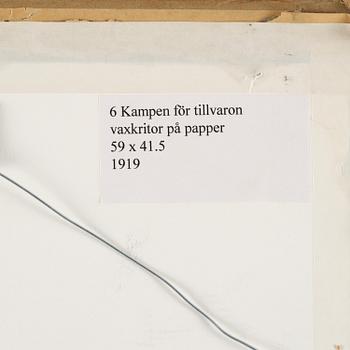 6 Kampen för tillvaron
vaxkritor på papper
59 x 41.5
1919